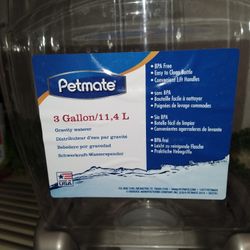 Petmate®
3 Gallon/11,4 L
Gravity waterer
Distributeur d'eau par gravité
Bebedero por gravedad
Schwerkraft-Wasserspender
• BPA Free
• Easy to Clean Bottle
• Convenient Lift Handles
• sans BPA
• Bouteille facile à nettoyer
• Poignées de levage commodes
• Sin BPA
• Botella fácil de limpiar
• Convenientes agarraderas de levante
• BPA frei
• Leicht zu reinigende Flasche
• Praktische Hebegriffe
USA